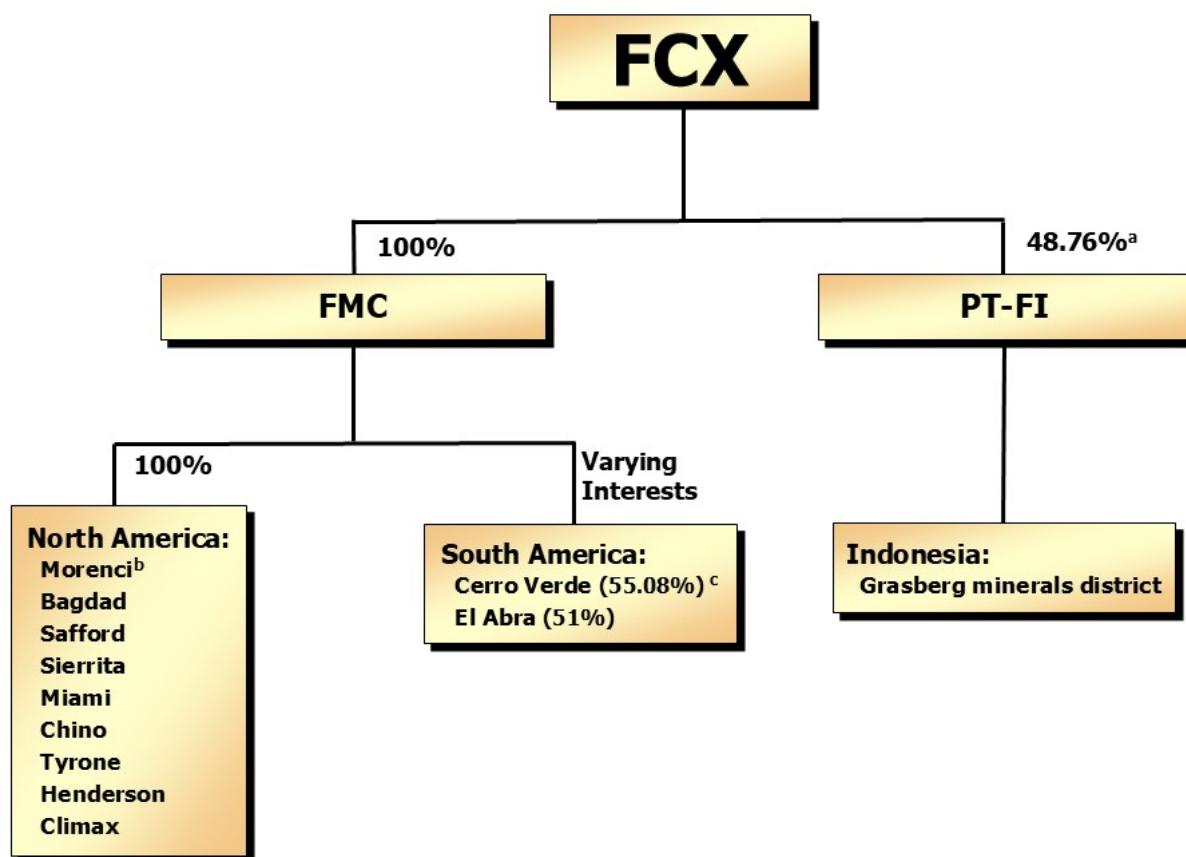 FCX
100%
48.76%ᵃ
FMC
PT-FI
100%
Varying
Interests
North America:
Morenciᵇ
Bagdad
Safford
Sierrita
Miami
Chino
Tyrone
Henderson
Climax
South America:
Cerro Verde (55.08%) ᶜ
El Abra (51%)
Indonesia:
Grasberg minerals district